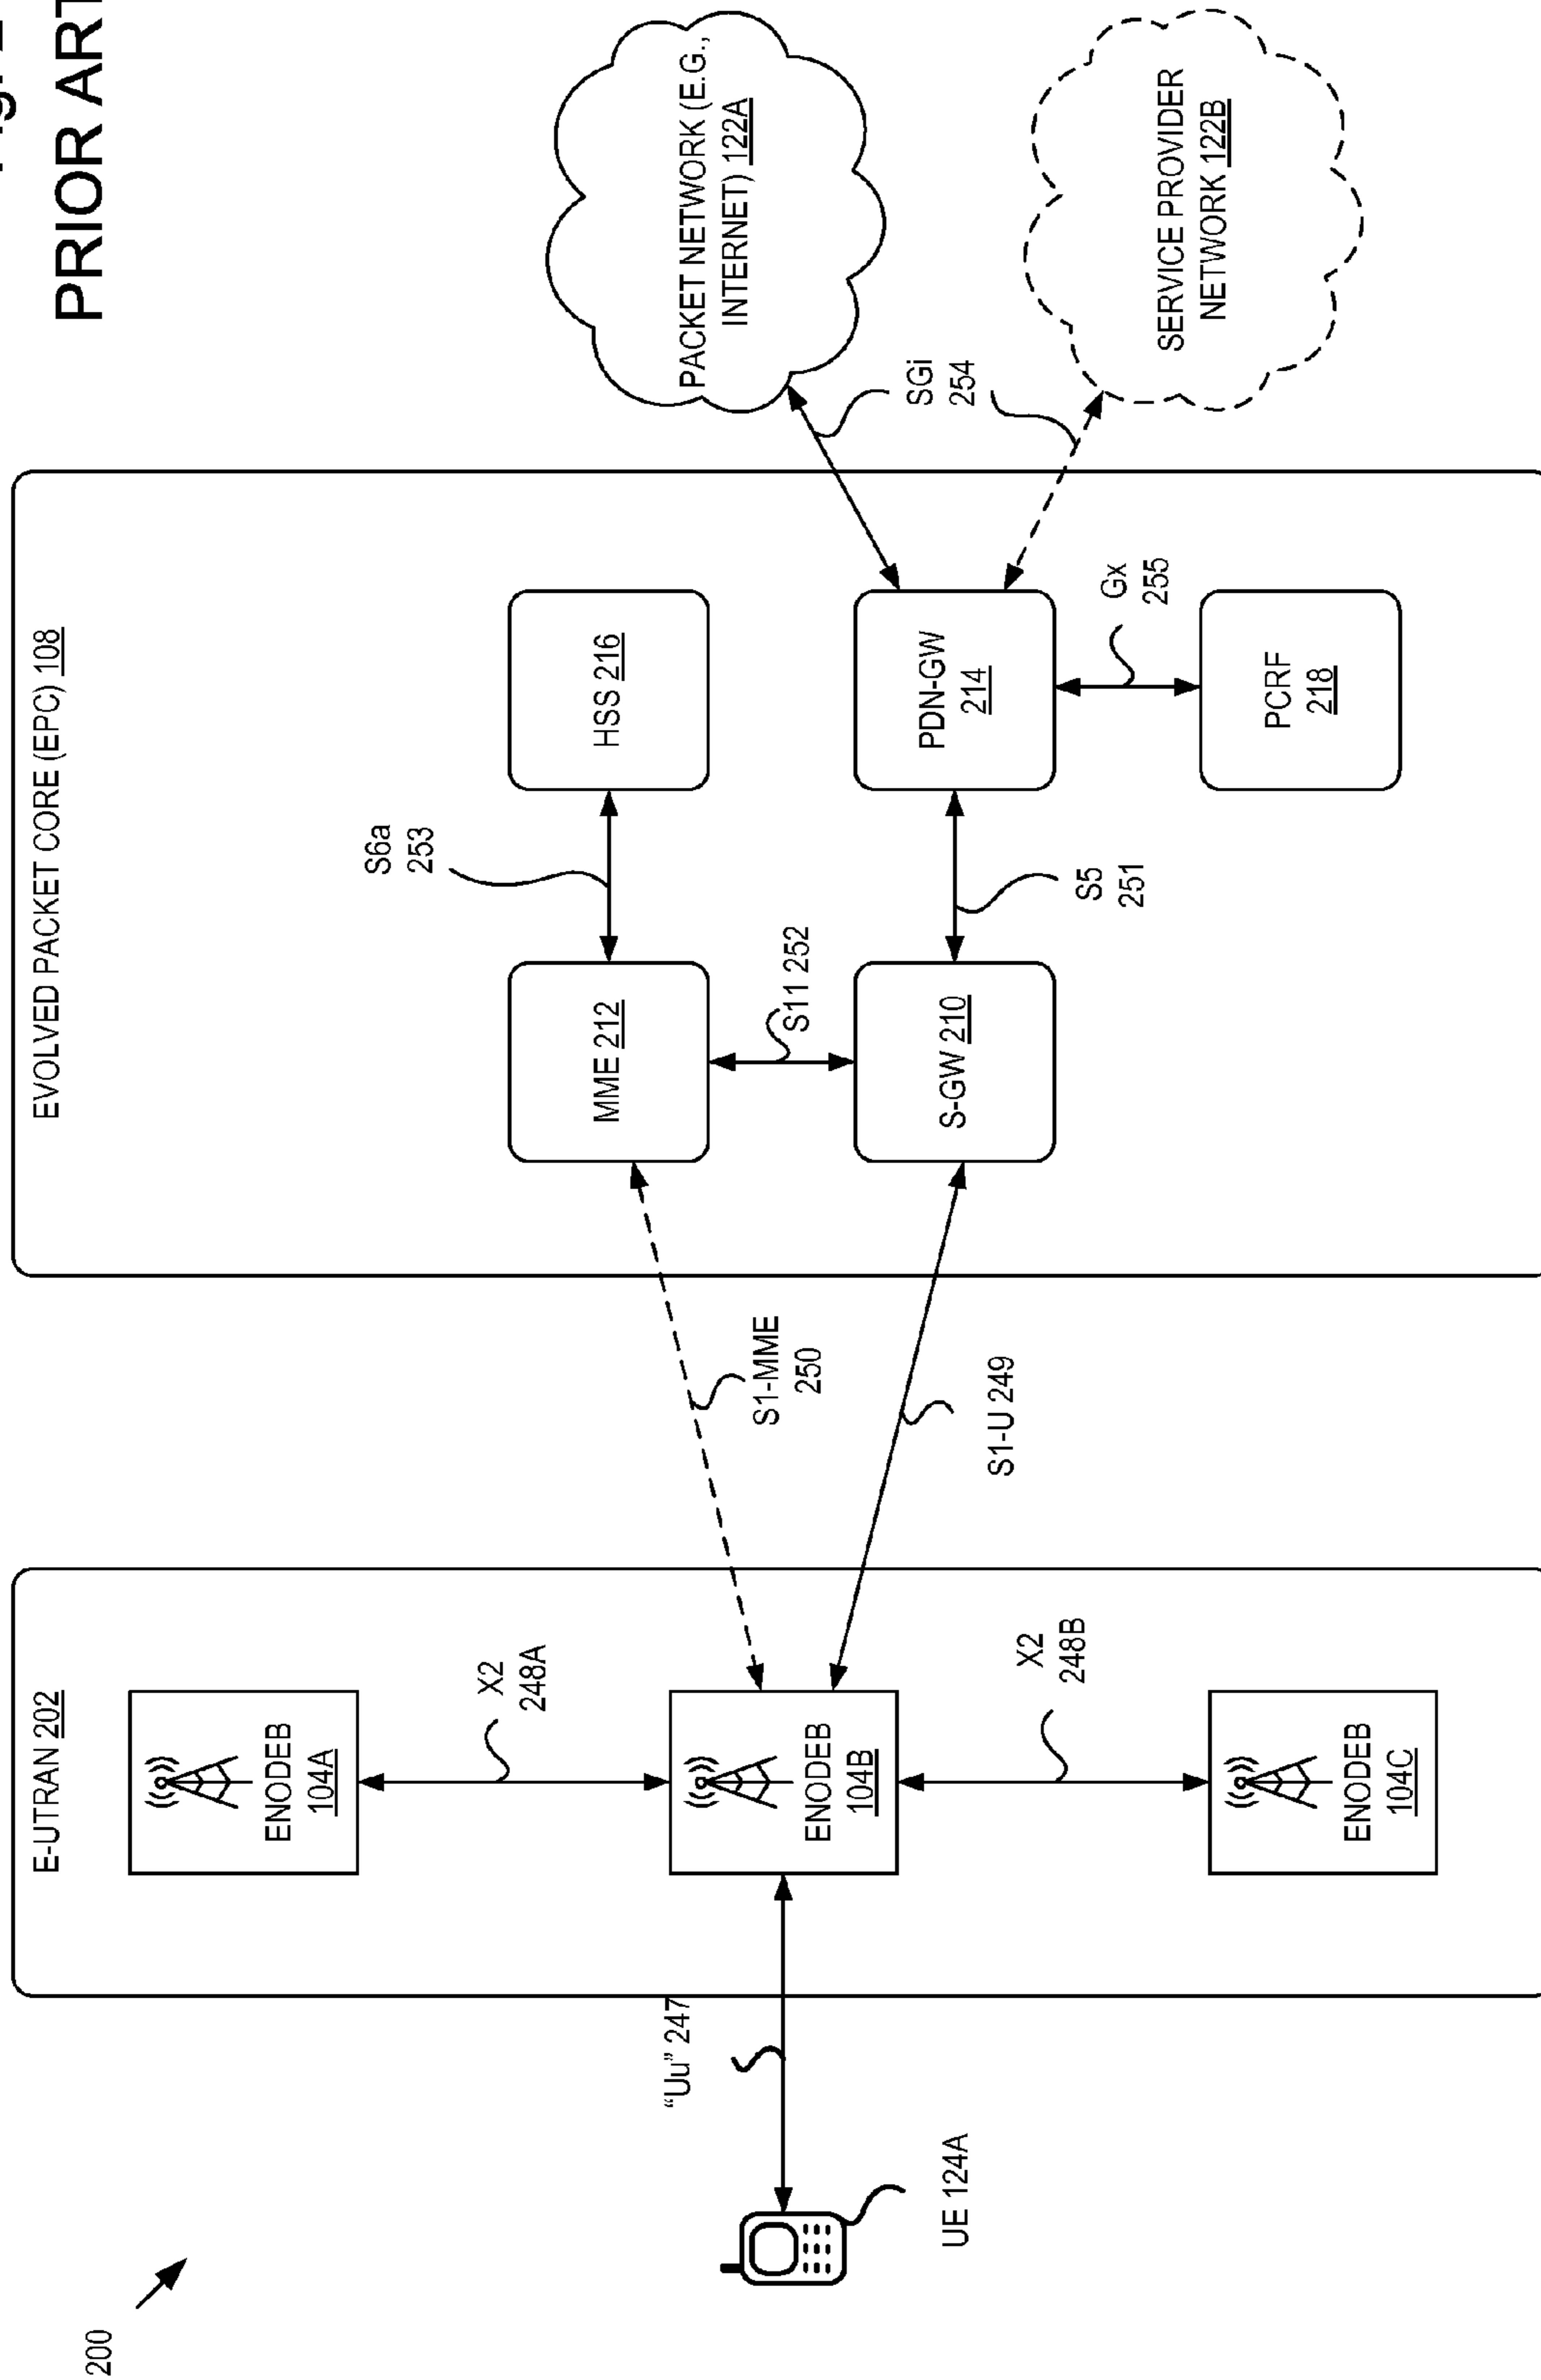 PRIOR ART
200
E-UTRAN 202
EVOLVED PACKET CORE (EPC) 108
ENODEB
104A
X2
248A
ENODEB
104B
X2
248B
ENODEB
104C
"Uu" 247
UE 124A
S1-MME
250
S1-U 249
MME 212
S11 252
S-GW 210
S6a
253
HSS 216
S5
251
PDN-GW
214
Gx
255
PCRF
218
SGi
254
PACKET NETWORK (E.G.,
INTERNET) 122A
SERVICE PROVIDER
NETWORK 122B